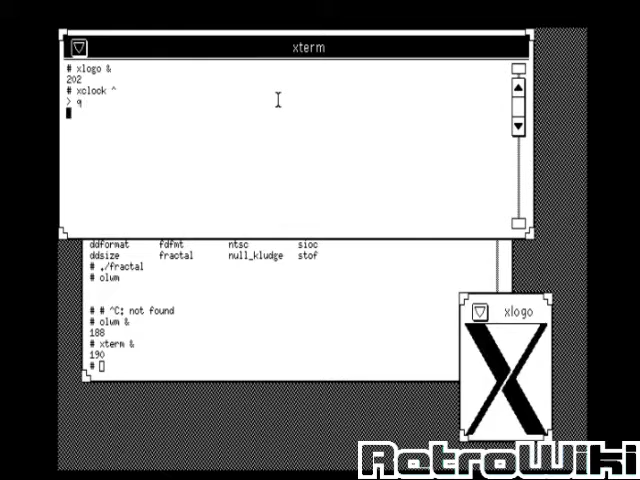 xterm
# xlogo &
202
# xclock ^
> q
ddformat fdfmt ntsc sioc
ddsize fractal null_kludge stof
# ./fractal
# olwm
# # ^C: not found
# olwm &
188
# xterm &
190
#
xlogo
RetroWiki